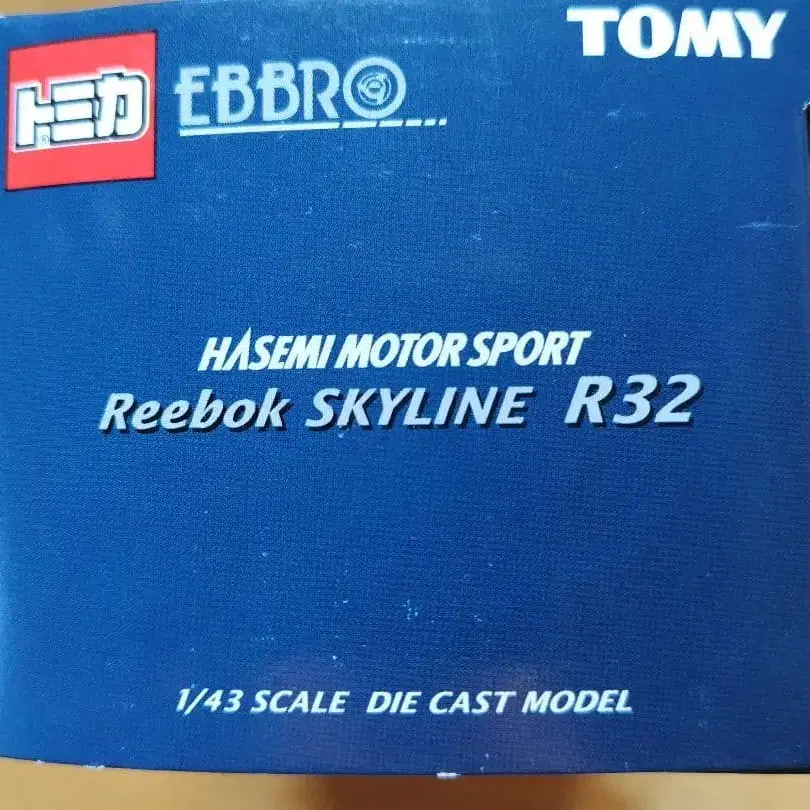 TOMY
トミカ EBBRO
HASEMI MOTOR SPORT
Reebok SKYLINE R32
1/43 SCALE DIE CAST MODEL